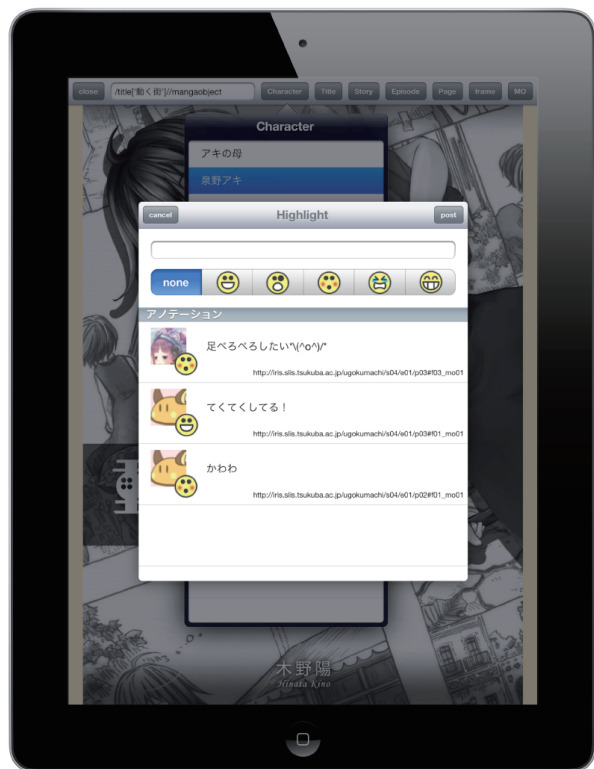 close /title['動く街']//mangaobject Character Title Story Episode Page frame MO
Character
アキの母
泉野アキ
cancel Highlight post
none
アノテーション
足ぺろぺろしたい*\(^o^)/*
http://iris.slis.tsukuba.ac.jp/ugokumachi/s04/e01/p03#f03_mo01
てくてくしてる！
http://iris.slis.tsukuba.ac.jp/ugokumachi/s04/e01/p03#f01_mo01
かわわ
http://iris.slis.tsukuba.ac.jp/ugokumachi/s04/e01/p02#f01_mo01
木野陽
Hinata Kino